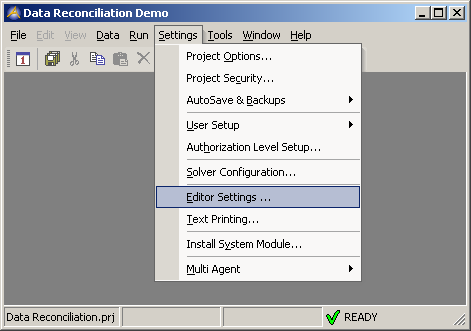 Data Reconciliation Demo
File Edit View Data Run Settings Tools Window Help
1
Project Options...
Project Security...
AutoSave & Backups
User Setup
Authorization Level Setup...
Solver Configuration...
Editor Settings ...
Text Printing...
Install System Module...
Multi Agent
Data Reconciliation.prj READY